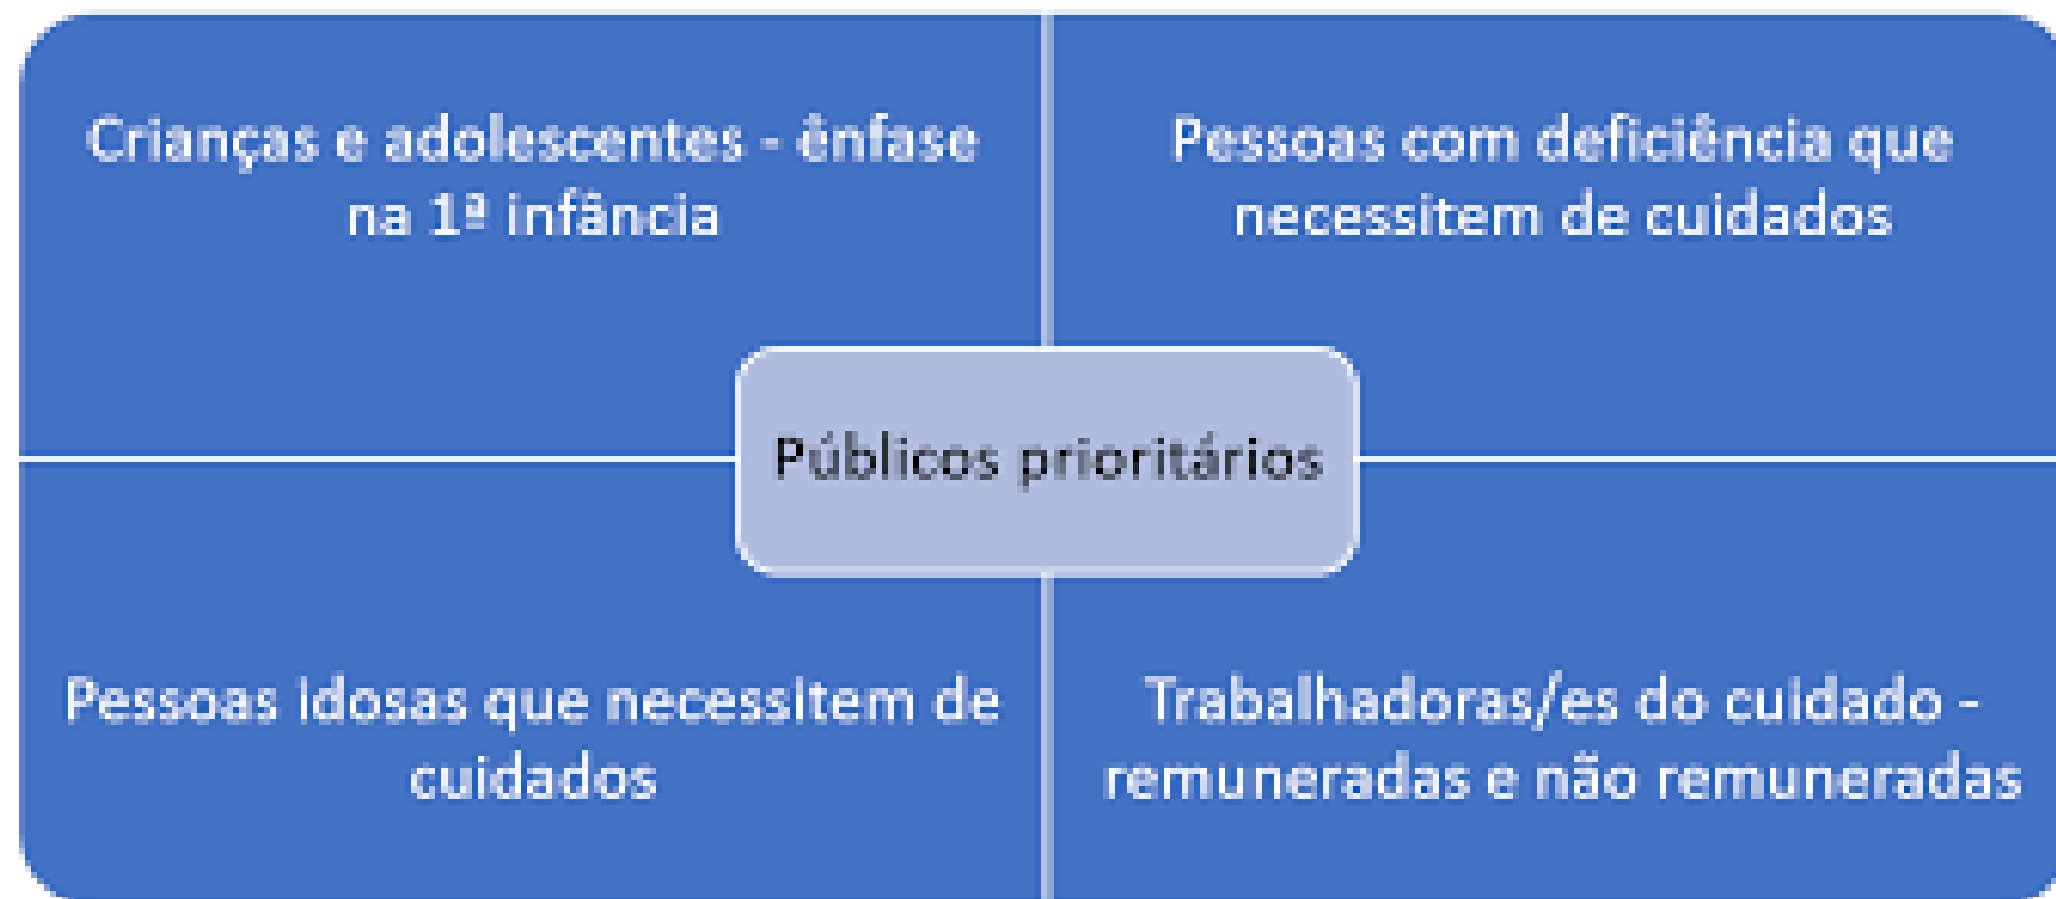 Crianças e adolescentes - ênfase
na 1ª infância
Pessoas com deficiência que
necessitem de cuidados
Públicos prioritários
Pessoas idosas que necessitem de
cuidados
Trabalhadoras/es do cuidado -
remuneradas e não remuneradas